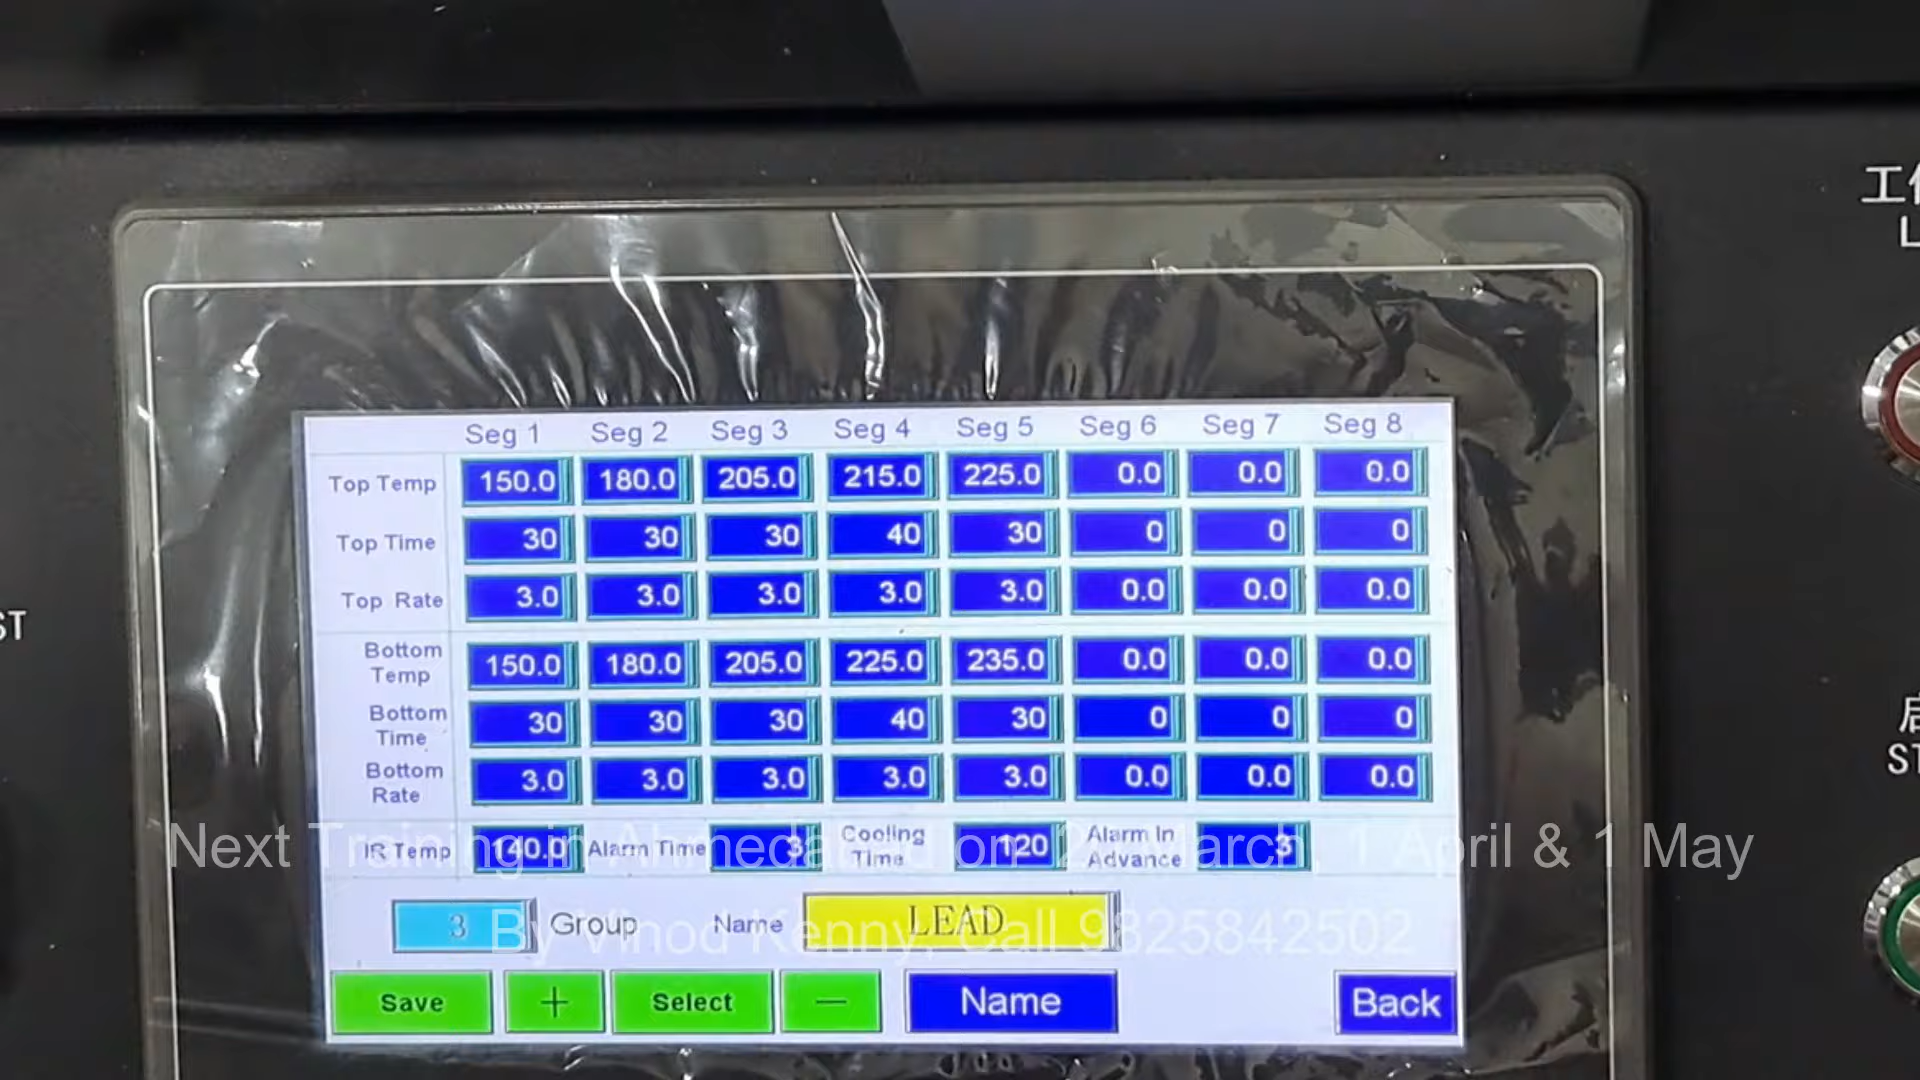 工
L
Seg 1 Seg 2 Seg 3 Seg 4 Seg 5 Seg 6 Seg 7 Seg 8
Top Temp 150.0 180.0 205.0 215.0 225.0 0.0 0.0 0.0
Top Time 30 30 30 40 30 0 0 0
Top Rate 3.0 3.0 3.0 3.0 3.0 0.0 0.0 0.0
ST
Bottom Temp 150.0 180.0 205.0 225.0 235.0 0.0 0.0 0.0
Bottom Time 30 30 30 40 30 0 0 0
ST
Bottom Rate 3.0 3.0 3.0 3.0 3.0 0.0 0.0 0.0
IR Temp 140.0 Alarm Time 3 Cooling Time 120 Alarm In Advance 3
Next Training in Ahmedabad on March, 1 April & 1 May
3 Group Name LEAD
By Vinod Kenny, Call 9825842502
Save + Select — Name Back